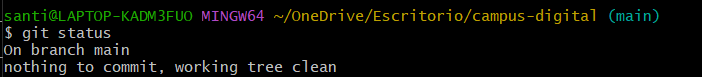 santi@LAPTOP-KADM3FUO MINGW64 ~/OneDrive/Escritorio/campus-digital (main)
$ git status
On branch main
nothing to commit, working tree clean